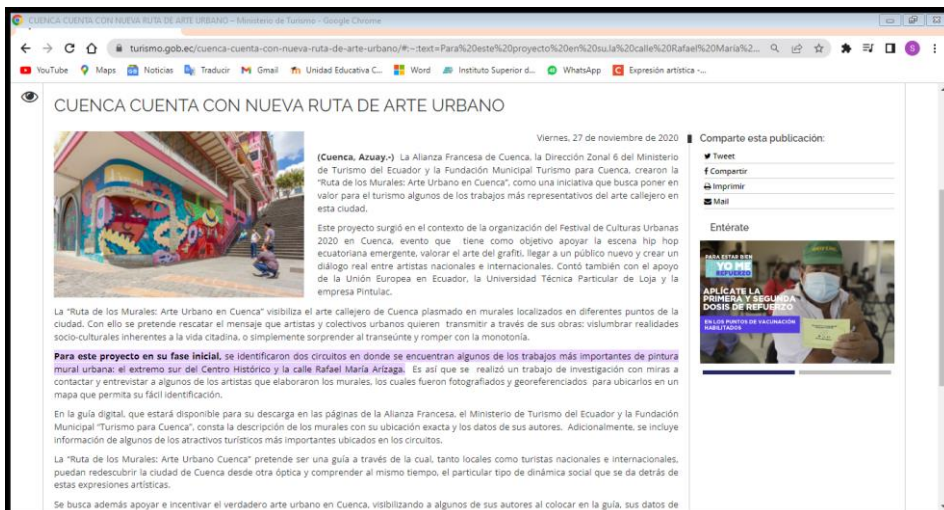 CUENCA CUENTA CON NUEVA RUTA DE ARTE URBANO – Ministerio de Turismo - Google Chrome
turismo.gob.ec/cuenca-cuenta-con-nueva-ruta-de-arte-urbano/#:~:text=Para%20este%20proyecto%20en%20su,la%20calle%20Rafael%20María%2...
YouTube Maps Noticias Traducir Gmail Unidad Educativa C... Word Instituto Superior d... WhatsApp Expresión artística -...
CUENCA CUENTA CON NUEVA RUTA DE ARTE URBANO
Viernes, 27 de noviembre de 2020
(Cuenca, Azuay.-) La Alianza Francesa de Cuenca, la Dirección Zonal 6 del Ministerio
de Turismo del Ecuador y la Fundación Municipal Turismo para Cuenca, crearon la
"Ruta de los Murales: Arte Urbano en Cuenca", como una iniciativa que busca poner en
valor para el turismo algunos de los trabajos más representativos del arte callejero en
esta ciudad.
Este proyecto surgió en el contexto de la organización del Festival de Culturas Urbanas
2020 en Cuenca, evento que tiene como objetivo apoyar la escena hip hop
ecuatoriana emergente, valorar el arte del grafiti, llegar a un público nuevo y crear un
diálogo real entre artistas nacionales e internacionales. Contó también con el apoyo
de la Unión Europea en Ecuador, la Universidad Técnica Particular de Loja y la
empresa Pintulac.
La "Ruta de los Murales: Arte Urbano en Cuenca" visibiliza el arte callejero de Cuenca plasmado en murales localizados en diferentes puntos de la
ciudad. Con ello se pretende rescatar el mensaje que artistas y colectivos urbanos quieren transmitir a través de sus obras: vislumbrar realidades
socio-culturales inherentes a la vida citadina, o simplemente sorprender al transeúnte y romper con la monotonía.
Para este proyecto en su fase inicial, se identificaron dos circuitos en donde se encuentran algunos de los trabajos más importantes de pintura
mural urbana: el extremo sur del Centro Histórico y la calle Rafael María Arízaga. Es así que se realizó un trabajo de investigación con miras a
contactar y entrevistar a algunos de los artistas que elaboraron los murales, los cuales fueron fotografiados y georeferenciados para ubicarlos en un
mapa que permita su fácil identificación.
En la guía digital, que estará disponible para su descarga en las páginas de la Alianza Francesa, el Ministerio de Turismo del Ecuador y la Fundación
Municipal "Turismo para Cuenca", consta la descripción de los murales con su ubicación exacta y los datos de sus autores. Adicionalmente, se incluye
información de algunos de los atractivos turísticos más importantes ubicados en los circuitos.
La "Ruta de los Murales: Arte Urbano Cuenca" pretende ser una guía a través de la cual, tanto locales como turistas nacionales e internacionales,
puedan redescubrir la ciudad de Cuenca desde otra óptica y comprender al mismo tiempo, el particular tipo de dinámica social que se da detrás de
estas expresiones artísticas.
Se busca además apoyar e incentivar el verdadero arte urbano en Cuenca, visibilizando a algunos de sus autores al colocar en la guía, sus datos de
Comparte esta publicación:
Tweet
Compartir
Imprimir
Mail
Entérate
PARA ESTAR BIEN
YO ME
REFUERZO
APLÍCATE LA
PRIMERA Y SEGUNDA
DOSIS DE REFUERZO
EN LOS PUNTOS DE VACUNACIÓN
HABILITADOS